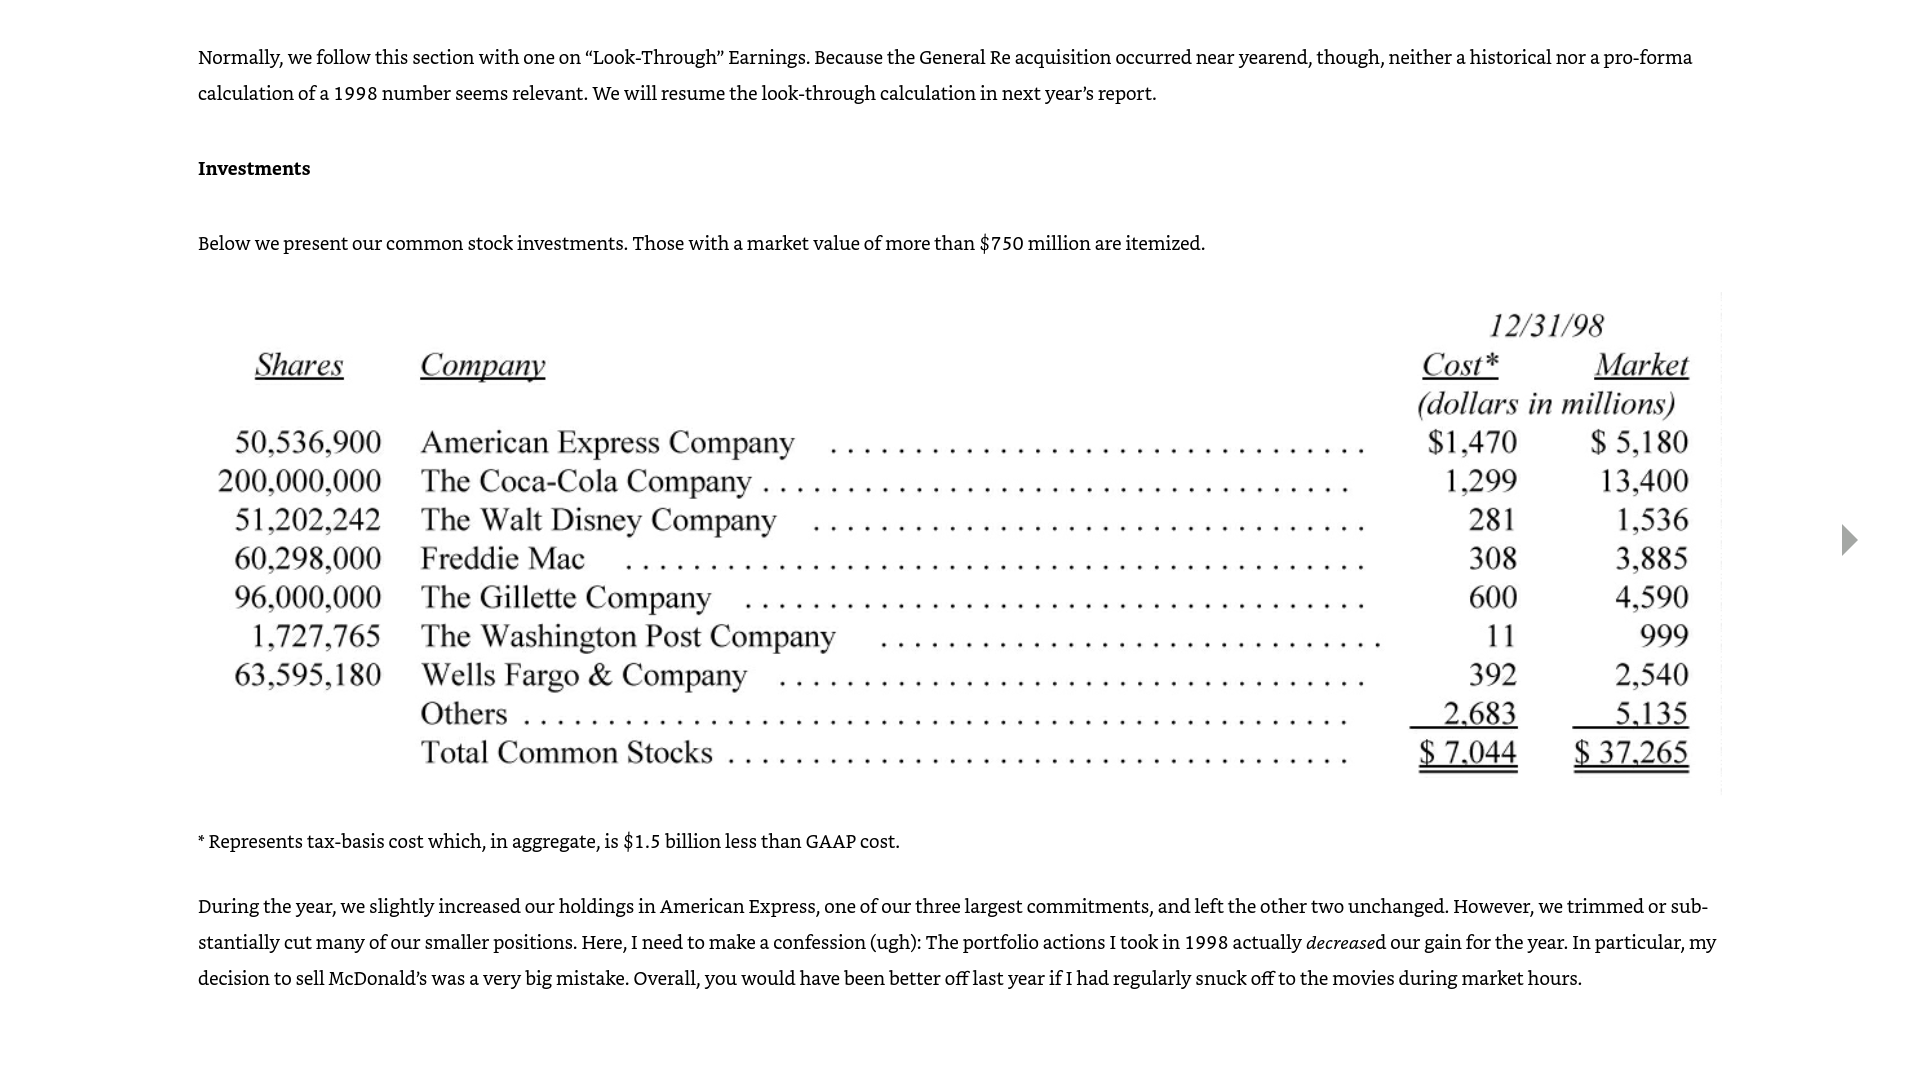 Normally, we follow this section with one on “Look-Through” Earnings. Because the General Re acquisition occurred near yearend, though, neither a historical nor a pro-forma
calculation of a 1998 number seems relevant. We will resume the look-through calculation in next year’s report.
Investments
Below we present our common stock investments. Those with a market value of more than $750 million are itemized.
12/31/98
Shares Company Cost* Market
(dollars in millions)
50,536,900 American Express Company ................................ $1,470 $ 5,180
200,000,000 The Coca-Cola Company ................................... 1,299 13,400
51,202,242 The Walt Disney Company ................................. 281 1,536
60,298,000 Freddie Mac ............................................ 308 3,885
96,000,000 The Gillette Company ..................................... 600 4,590
1,727,765 The Washington Post Company .............................. 11 999
63,595,180 Wells Fargo & Company ................................... 392 2,540
Others ................................................. 2,683 5,135
Total Common Stocks ..................................... $ 7,044 $ 37,265
* Represents tax-basis cost which, in aggregate, is $1.5 billion less than GAAP cost.
During the year, we slightly increased our holdings in American Express, one of our three largest commitments, and left the other two unchanged. However, we trimmed or sub-
stantially cut many of our smaller positions. Here, I need to make a confession (ugh): The portfolio actions I took in 1998 actually decreased our gain for the year. In particular, my
decision to sell McDonald’s was a very big mistake. Overall, you would have been better off last year if I had regularly snuck off to the movies during market hours.